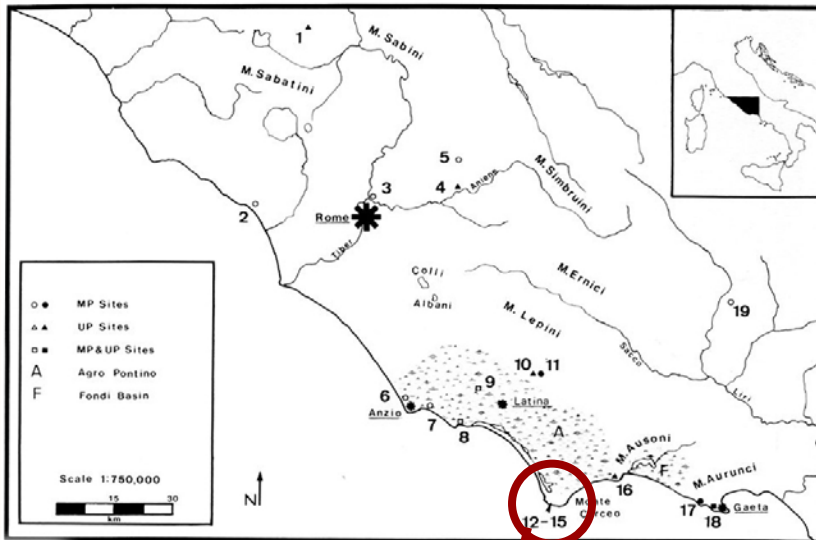 1
M. Sabini
M. Sabatini
5
4
Aniene
M. Simbruini
3
2
Rome
Tiber
MP Sites
UP Sites
MP & UP Sites
A Agro Pontino
F Fondi Basin
Scale 1:750,000
15 30
km
N
Colli
Albani
M. Ernici
M. Lepini
Sacco
Liri
19
10 11
9
Latina
6
Anzio
7
8
A
M. Ausoni
F
M. Aurunci
16
Monte
Circeo
12-15
17
18
Gaeta